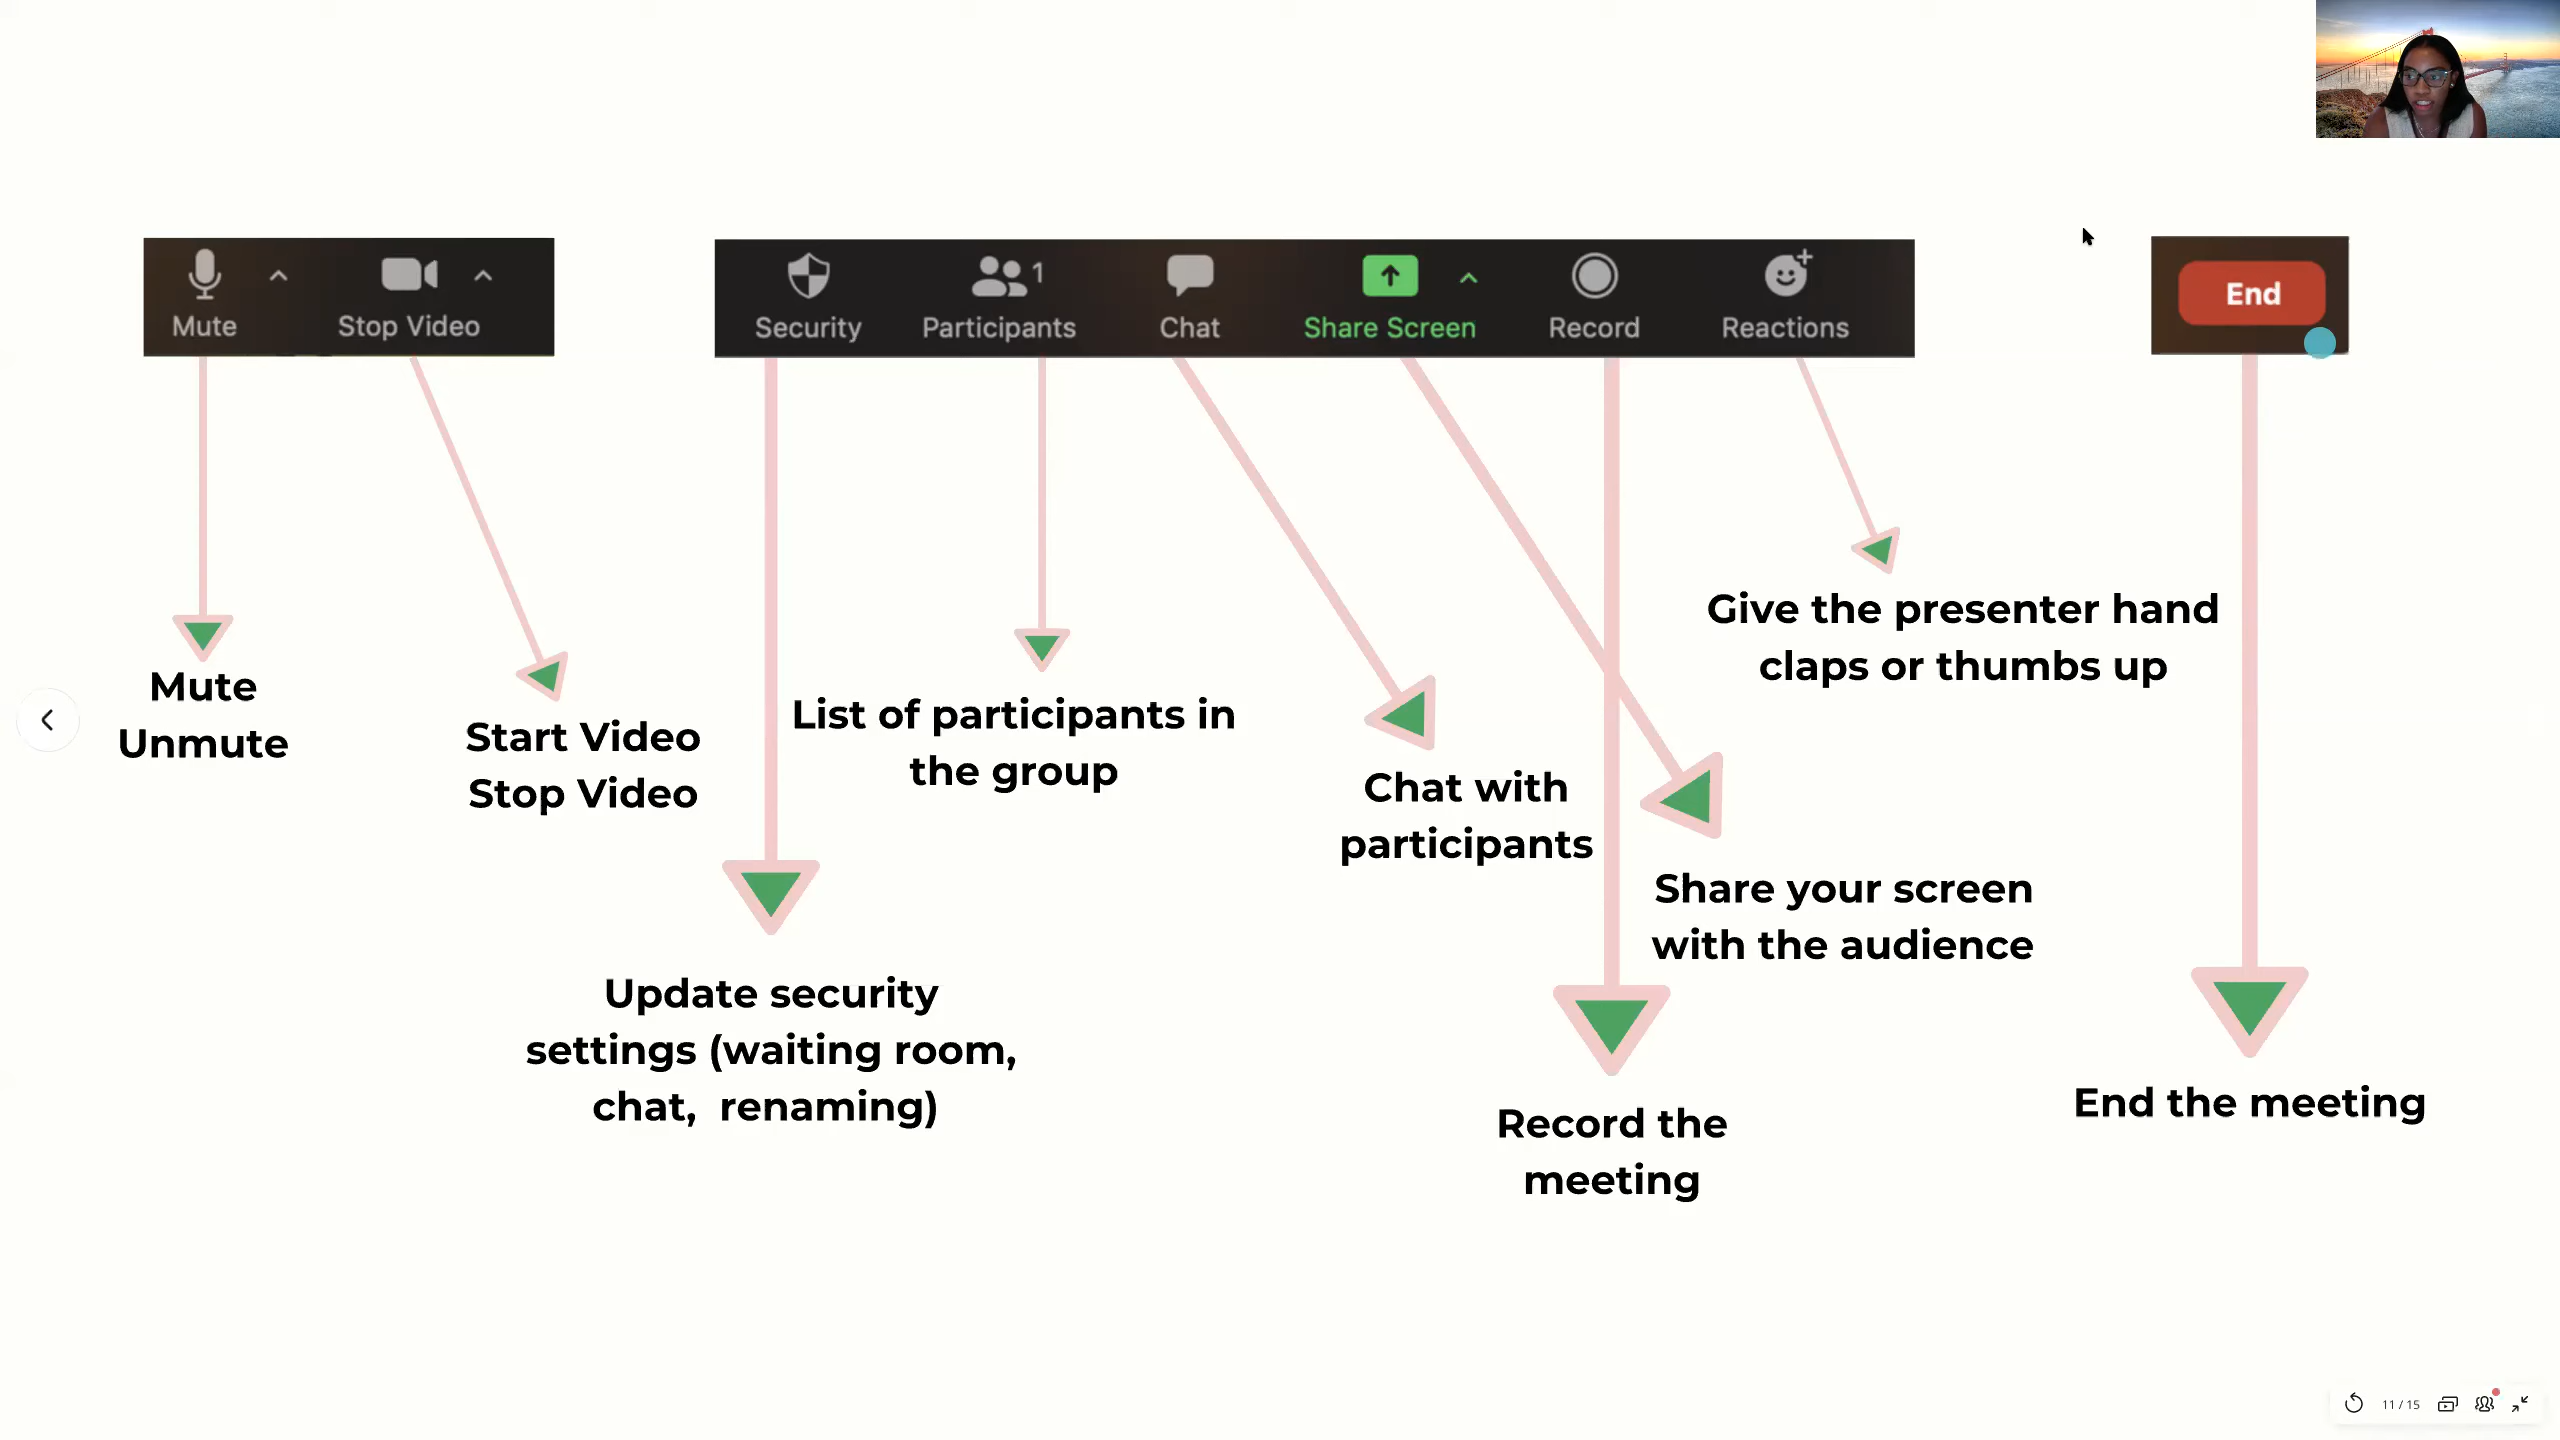 Mute
Stop Video
Security
Participants
1
Chat
Share Screen
Record
Reactions
End
Mute
Unmute
Start Video
Stop Video
List of participants in
the group
Give the presenter hand
claps or thumbs up
Chat with
participants
Share your screen
with the audience
Update security
settings (waiting room,
chat,  renaming)
Record the
meeting
End the meeting
11 / 15